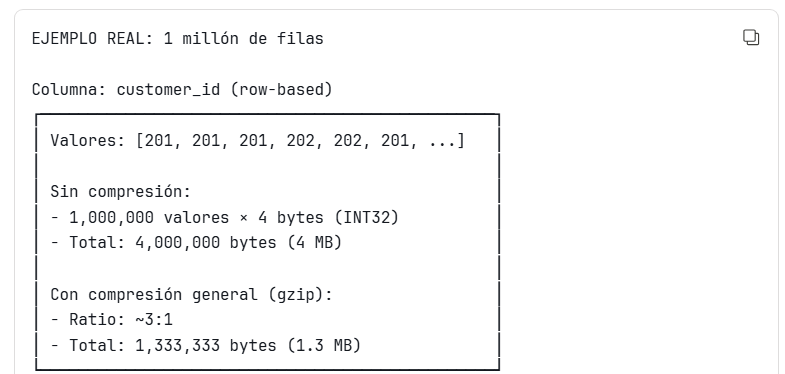 EJEMPLO REAL: 1 millón de filas
Columna: customer_id (row-based)
Valores: [201, 201, 201, 202, 202, 201, ...]
Sin compresión:
- 1,000,000 valores × 4 bytes (INT32)
- Total: 4,000,000 bytes (4 MB)
Con compresión general (gzip):
- Ratio: ~3:1
- Total: 1,333,333 bytes (1.3 MB)